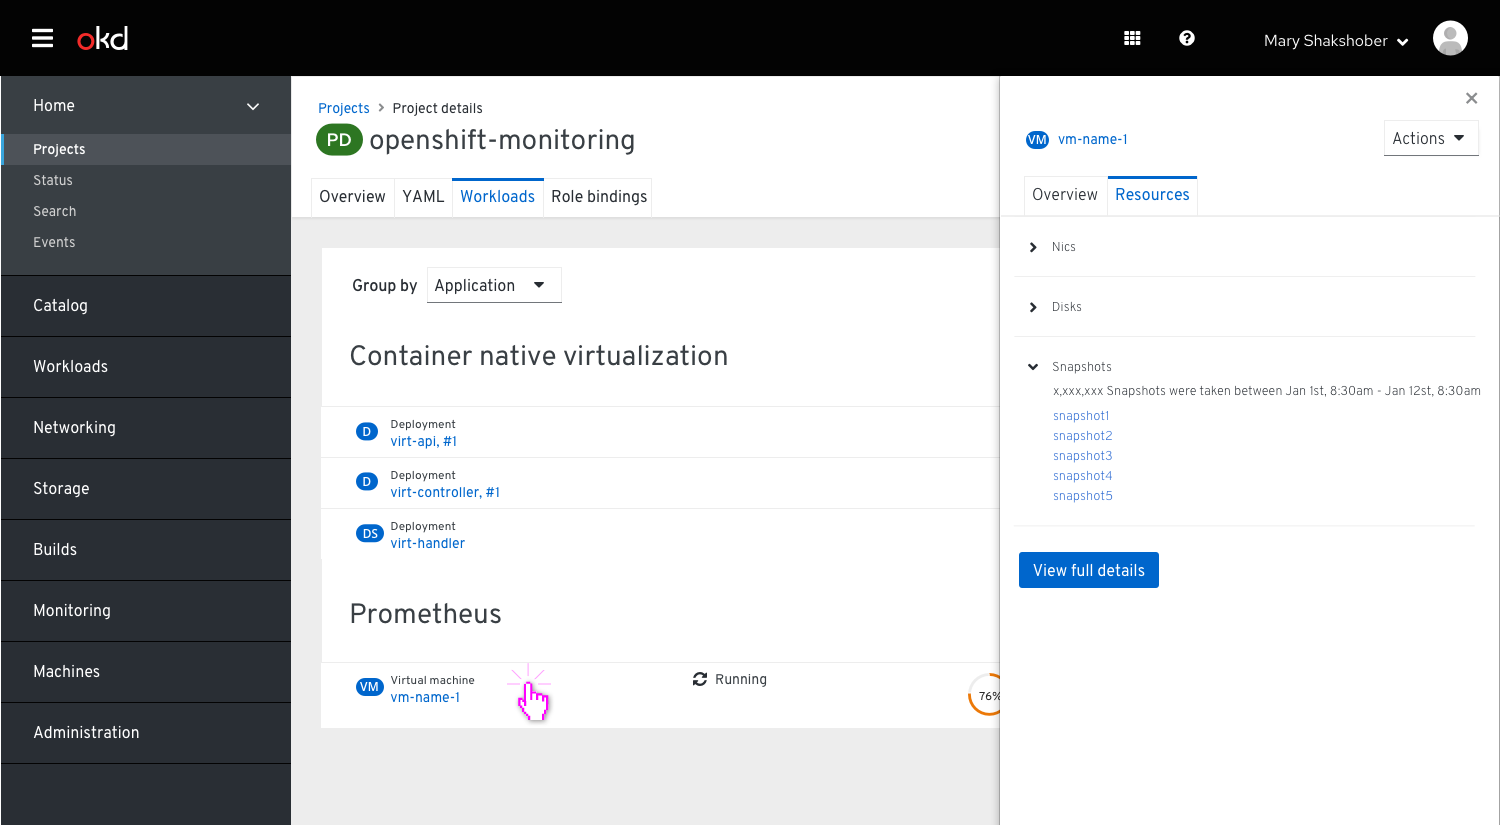 okd
Mary Shakshober
Home
Projects
Status
Search
Events
Catalog
Workloads
Networking
Storage
Builds
Monitoring
Machines
Administration
Projects > Project details
PD openshift-monitoring
Overview YAML Workloads Role bindings
Group by Application
Container native virtualization
Deployment
D virt-api, #1
Deployment
D virt-controller, #1
Deployment
DS virt-handler
Prometheus
Virtual machine
VM vm-name-1
Running
76%
VM vm-name-1
Actions
Overview Resources
Nics
Disks
Snapshots
x,xxx,xxx Snapshots were taken between Jan 1st, 8:30am - Jan 12st, 8:30am
snapshot1
snapshot2
snapshot3
snapshot4
snapshot5
View full details